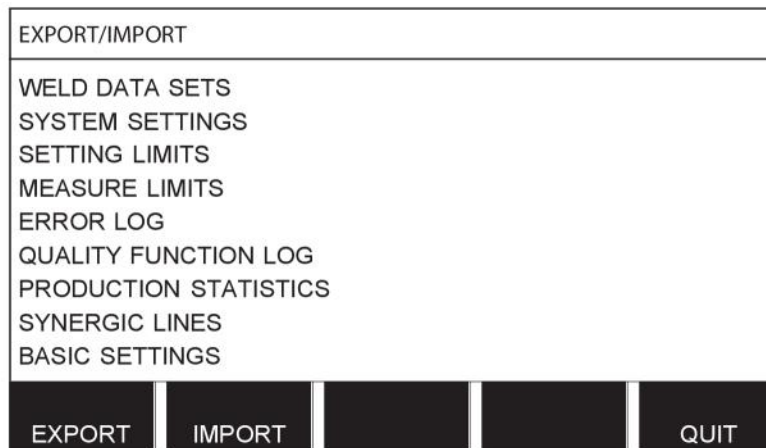 EXPORT/IMPORT
WELD DATA SETS
SYSTEM SETTINGS
SETTING LIMITS
MEASURE LIMITS
ERROR LOG
QUALITY FUNCTION LOG
PRODUCTION STATISTICS
SYNERGIC LINES
BASIC SETTINGS
EXPORT IMPORT QUIT